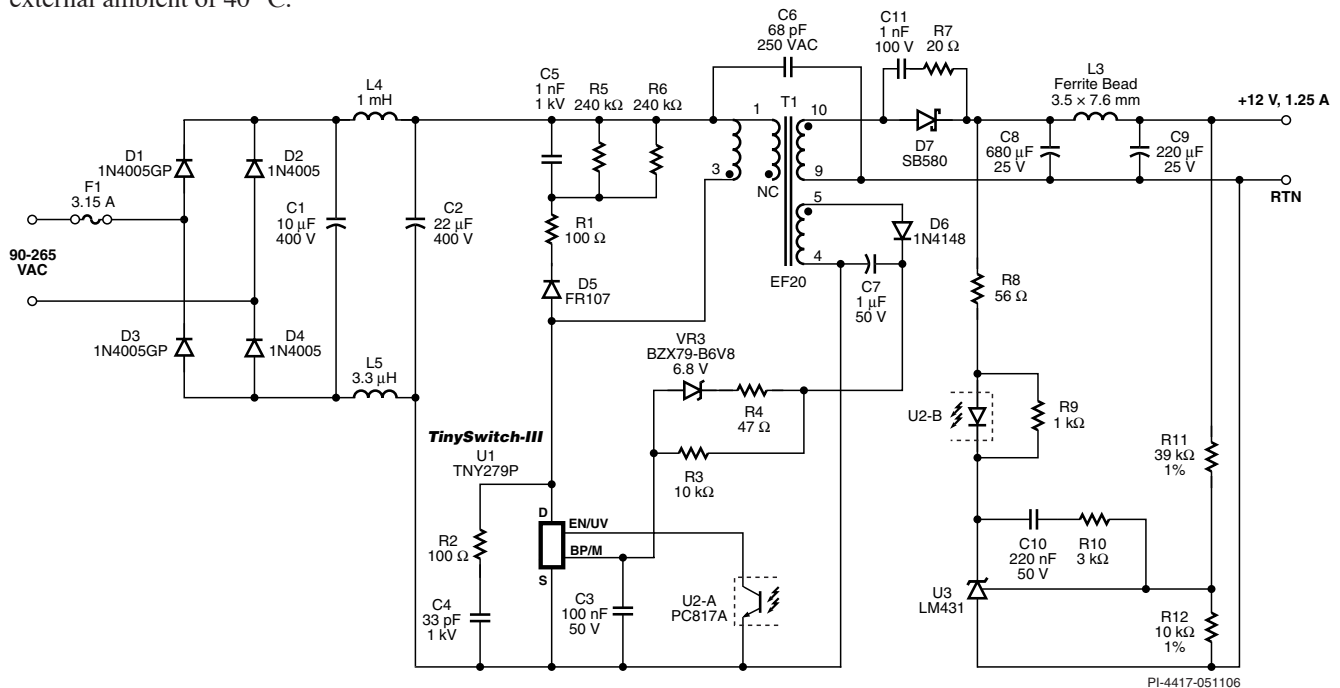 external ambient of 40 °C.
C6
68 pF
250 VAC
C11
1 nF
100 V
R7
20 Ω
L4
1 mH
C5
1 nF
1 kV
R5
240 kΩ
R6
240 kΩ
1
T1
10
L3
Ferrite Bead
3.5 × 7.6 mm
+12 V, 1.25 A
D7
SB580
C8
680 μF
25 V
C9
220 μF
25 V
RTN
D1
1N4005GP
D2
1N4005
F1
3.15 A
3
NC
9
5
4
EF20
D6
1N4148
C7
1 μF
50 V
C1
10 μF
400 V
C2
22 μF
400 V
R1
100 Ω
D5
FR107
90-265
VAC
R8
56 Ω
D3
1N4005GP
D4
1N4005
L5
3.3 μH
VR3
BZX79-B6V8
6.8 V
R4
47 Ω
R3
10 kΩ
U2-B
R9
1 kΩ
R11
39 kΩ
1%
TinySwitch-III
U1
TNY279P
D
EN/UV
BP/M
S
R2
100 Ω
C4
33 pF
1 kV
C3
100 nF
50 V
U2-A
PC817A
C10
220 nF
50 V
R10
3 kΩ
U3
LM431
R12
10 kΩ
1%
PI-4417-051106